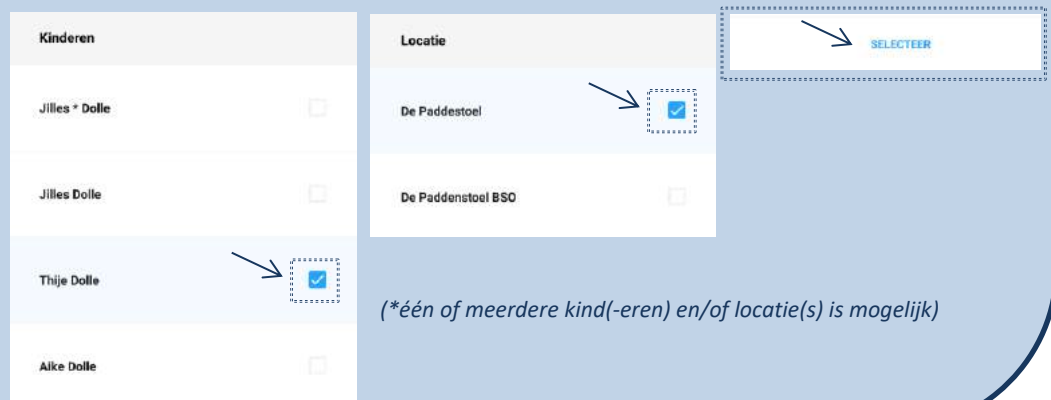 Kinderen
Jilles * Dolle
Jilles Dolle
Thije Dolle
Aike Dolle
Locatie
De Paddestoel
De Paddenstoel BSO
SELECTEER
(*één of meerdere kind(-eren) en/of locatie(s) is mogelijk)